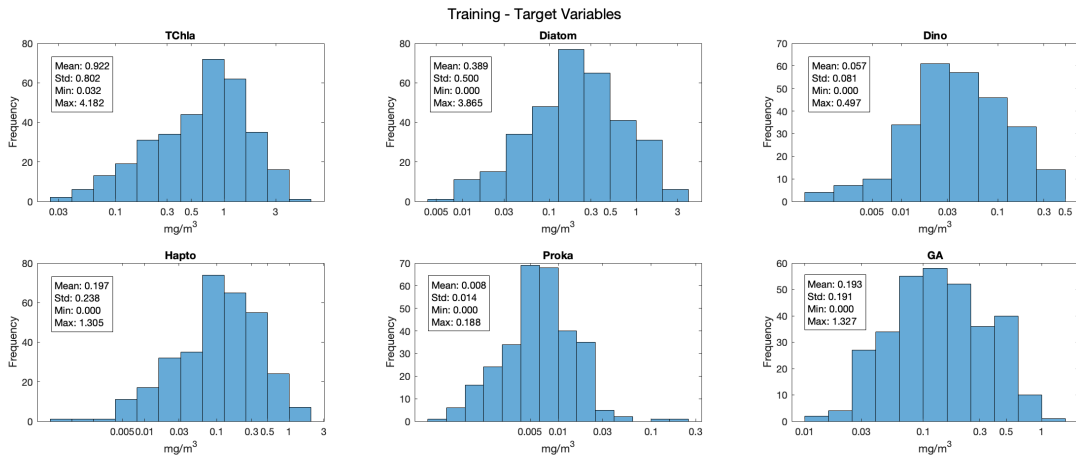 Training - Target Variables
TChla
Mean: 0.922
Std: 0.802
Min: 0.032
Max: 4.182
80
60
40
20
0
Frequency
0.03 0.1 0.3 0.5 1 3
mg/m³
Diatom
Mean: 0.389
Std: 0.500
Min: 0.000
Max: 3.865
80
60
40
20
0
Frequency
0.005 0.01 0.03 0.1 0.3 0.5 1 3
mg/m³
Dino
Mean: 0.057
Std: 0.081
Min: 0.000
Max: 0.497
70
60
50
40
30
20
10
0
Frequency
0.005 0.01 0.03 0.1 0.3 0.5
mg/m³
Hapto
Mean: 0.197
Std: 0.238
Min: 0.000
Max: 1.305
80
60
40
20
0
Frequency
0.005 0.01 0.03 0.1 0.3 0.5 1 3
mg/m³
Proka
Mean: 0.008
Std: 0.014
Min: 0.000
Max: 0.188
70
60
50
40
30
20
10
0
Frequency
0.005 0.01 0.03 0.1 0.3
mg/m³
GA
Mean: 0.193
Std: 0.191
Min: 0.000
Max: 1.327
60
50
40
30
20
10
0
Frequency
0.01 0.03 0.1 0.3 0.5 1
mg/m³